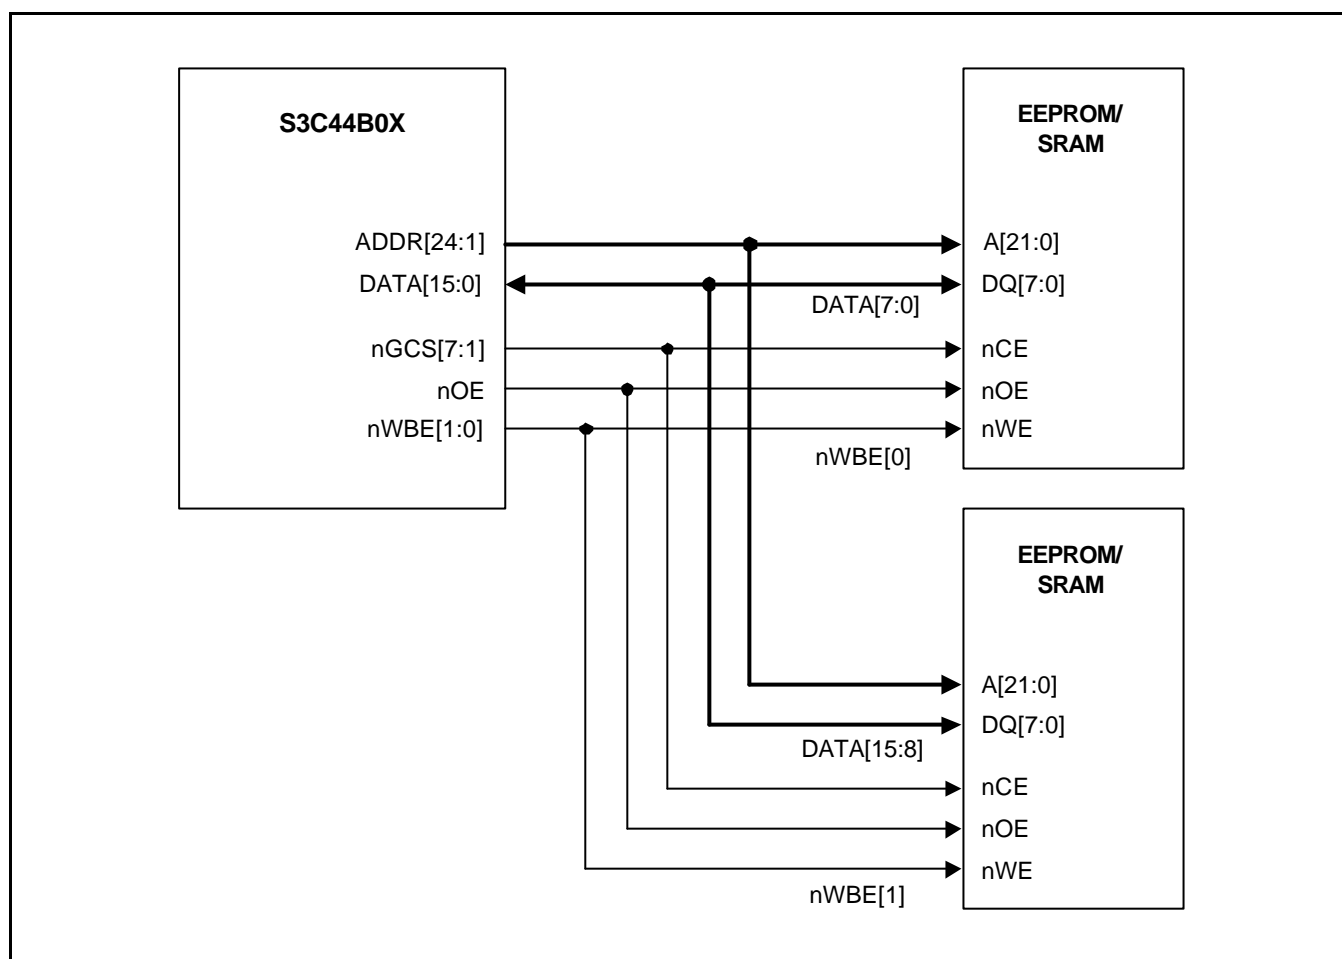 S3C44B0X
ADDR[24:1]
DATA[15:0]
nGCS[7:1]
nOE
nWBE[1:0]
DATA[7:0]
nWBE[0]
EEPROM/
SRAM
A[21:0]
DQ[7:0]
nCE
nOE
nWE
EEPROM/
SRAM
A[21:0]
DQ[7:0]
nCE
nOE
nWE
DATA[15:8]
nWBE[1]